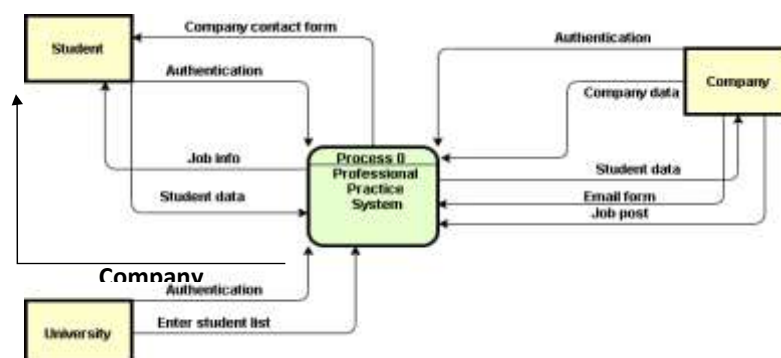 Company contact form
Student
Authentication
Authentication
Company
Company data
Job info
Process 0
Professional
Practice
System
Student data
Student data
Email form
Job post
Company
Authentication
Enter student list
University